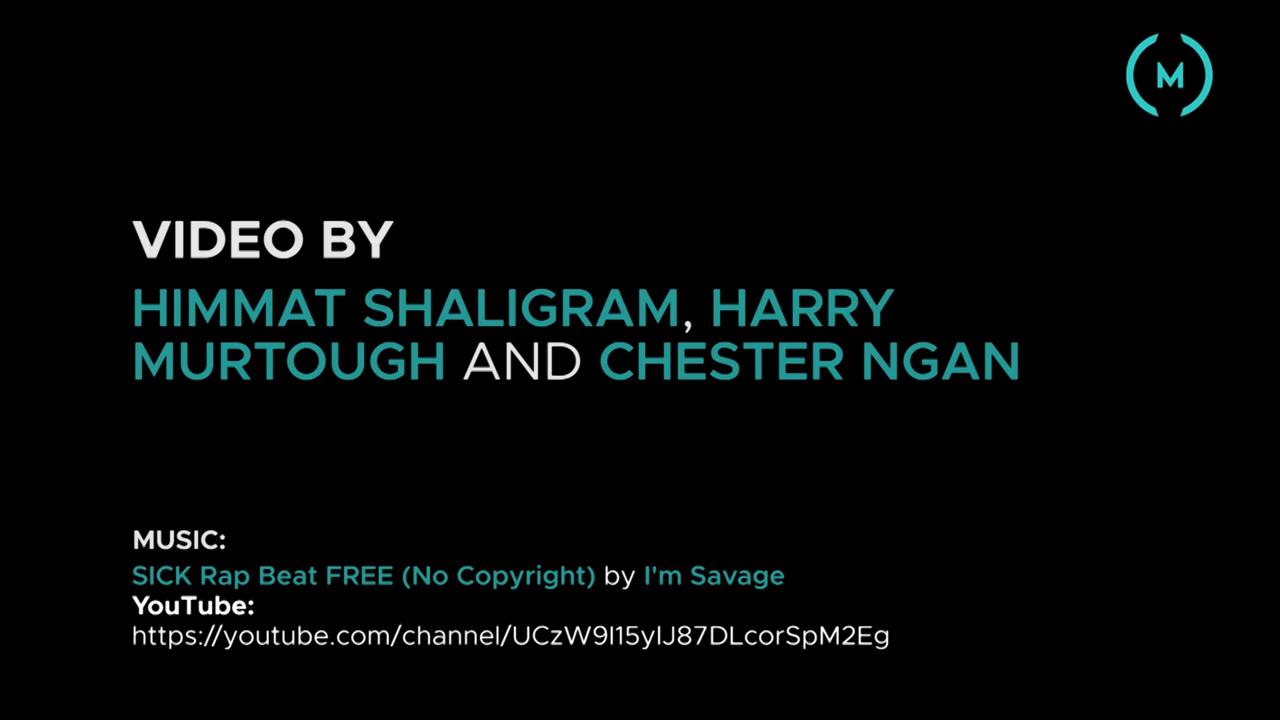 M
VIDEO BY
HIMMAT SHALIGRAM, HARRY
MURTOUGH AND CHESTER NGAN
MUSIC:
SICK Rap Beat FREE (No Copyright) by I'm Savage
YouTube:
https://youtube.com/channel/UCzW9l15ylJ87DLcorSpM2Eg